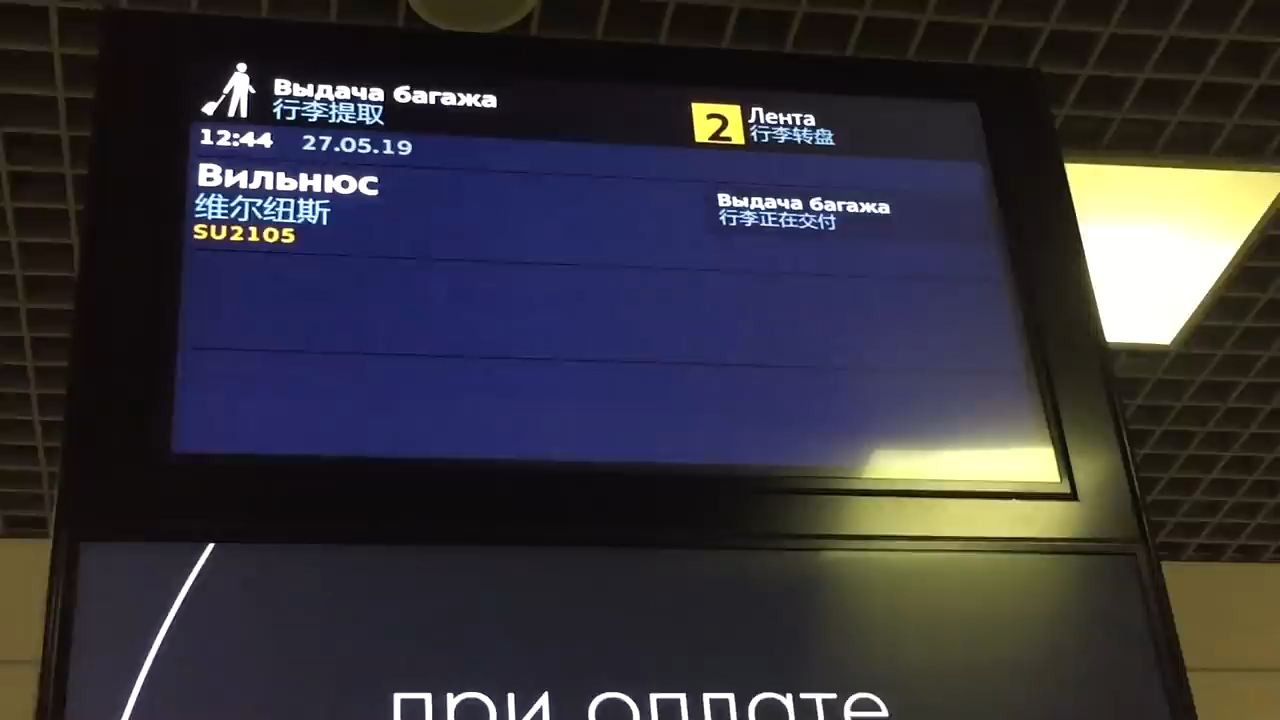 Выдача багажа
行李提取
2 Лента
行李转盘
12:44 27.05.19
Вильнюс
维尔纽斯
SU2105
Выдача багажа
行李正在交付
при оплате